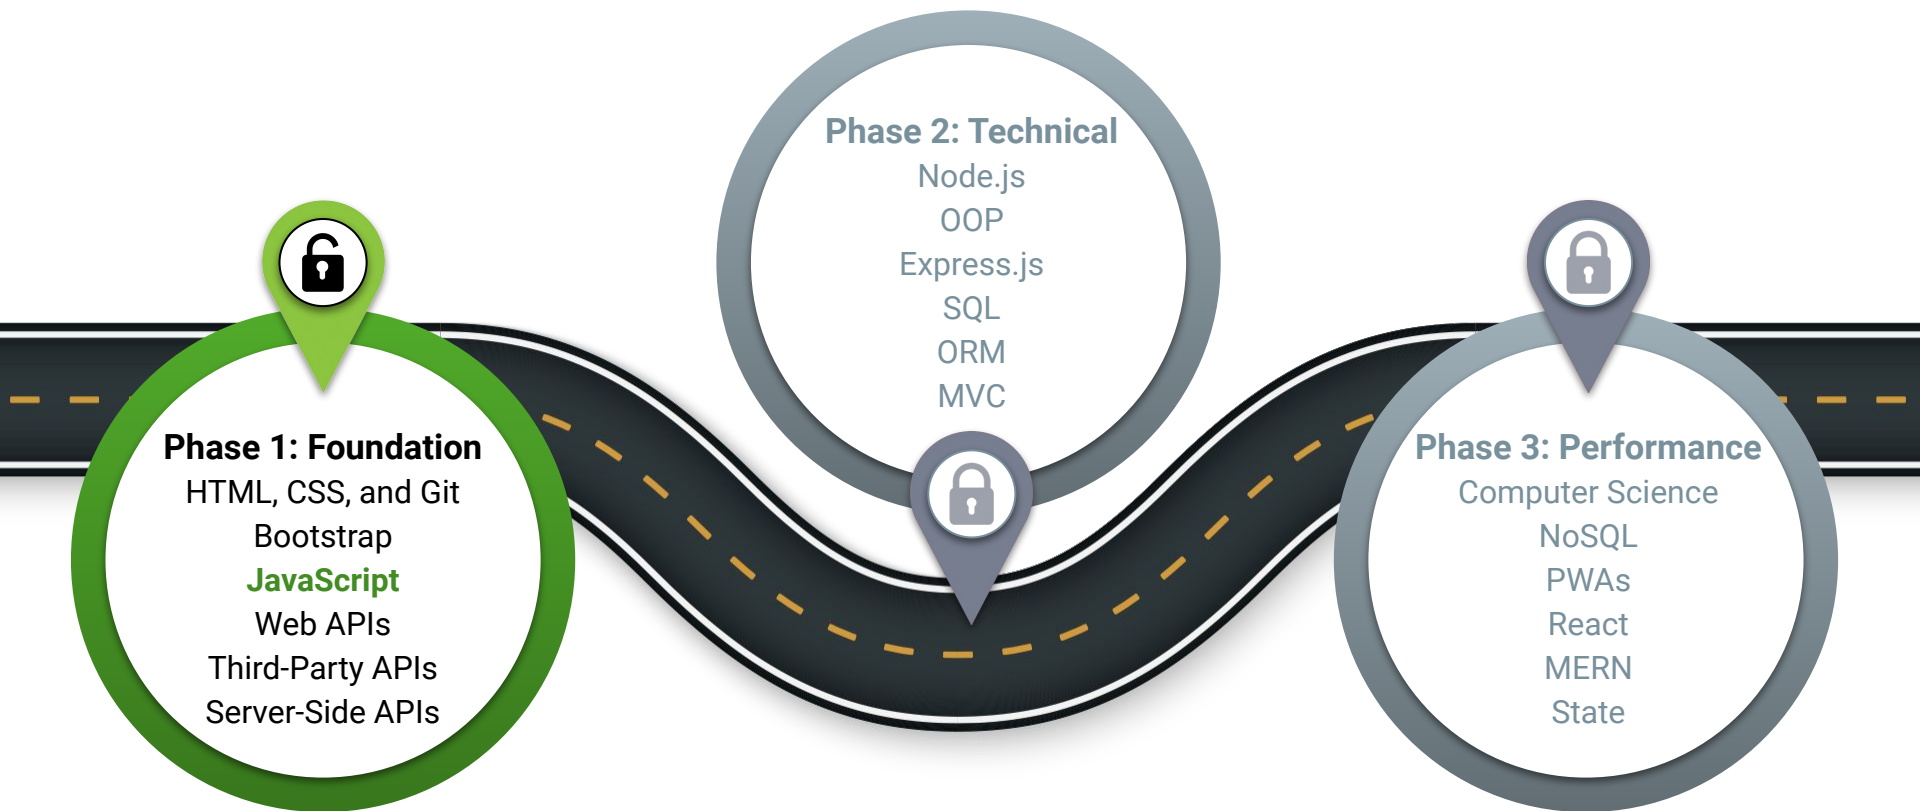 Phase 1: Foundation
HTML, CSS, and Git
Bootstrap
JavaScript
Web APIs
Third-Party APIs
Server-Side APIs
Phase 2: Technical
Node.js
OOP
Express.js
SQL
ORM
MVC
Phase 3: Performance
Computer Science
NoSQL
PWAs
React
MERN
State